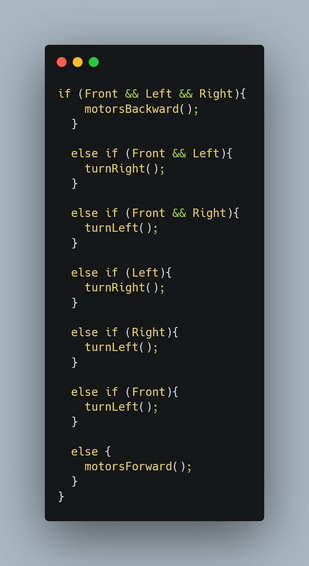 if (Front && Left && Right){
    motorsBackward();
  }

  else if (Front && Left){
    turnRight();
  }

  else if (Front && Right){
    turnLeft();
  }

  else if (Left){
    turnRight();
  }

  else if (Right){
    turnLeft();
  }

  else if (Front){
    turnLeft();
  }

  else {
    motorsForward();
  }
}